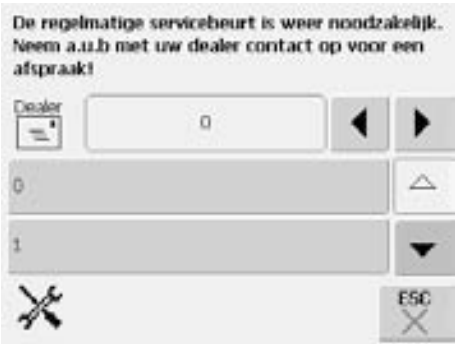 De regelmatige servicebeurt is weer noodzakelijk.
Neem a.u.b met uw dealer contact op voor een
afspraak!
Dealer
0
0
1
ESC